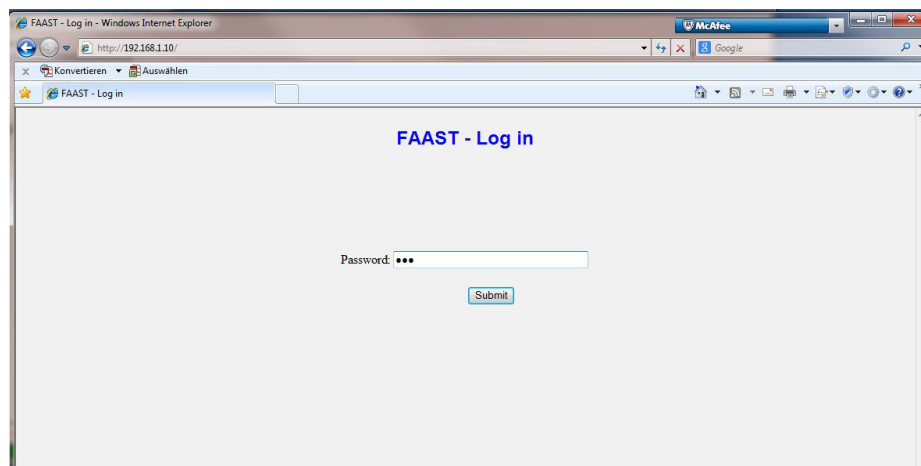 FAAST - Log in - Windows Internet Explorer
McAfee
http://192.168.1.10/
Google
x Konvertieren Auswählen
FAAST - Log in
FAAST - Log in
Password: •••
Submit